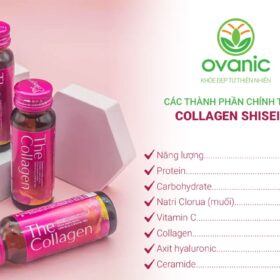 ovanic
KHỎE ĐẸP TỪ THIÊN NHIÊN
CÁC THÀNH PHẦN CHÍNH
COLLAGEN
Năng lượng
Protein
Carbohydrate
Natri Clorua (muối)
Vitamin C
Collagen
Axit hyaluronic
Ceramide
The
Collagen
The
Collagen